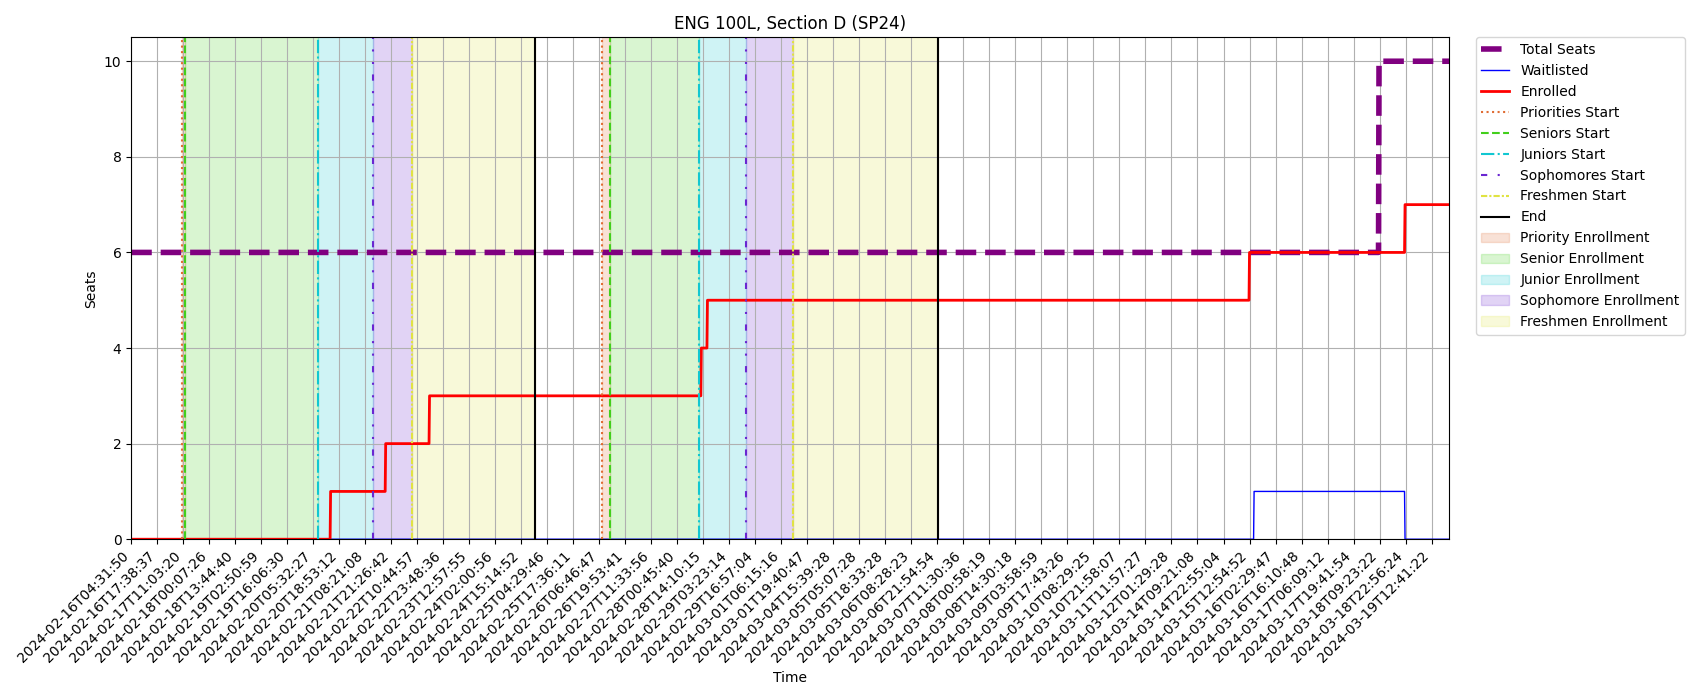 ENG 100L, Section D (SP24)
Total Seats
Waitlisted
Enrolled
Priorities Start
Seniors Start
Juniors Start
Sophomores Start
Freshmen Start
End
Priority Enrollment
Senior Enrollment
Junior Enrollment
Sophomore Enrollment
Freshmen Enrollment
Seats
10
8
6
4
2
0
2024-02-16T04:31:50
2024-02-16T17:38:37
2024-02-17T11:03:20
2024-02-18T00:07:26
2024-02-18T13:44:40
2024-02-19T02:50:59
2024-02-19T16:06:30
2024-02-20T05:32:27
2024-02-20T18:53:12
2024-02-21T08:21:08
2024-02-21T21:26:42
2024-02-22T10:44:57
2024-02-22T23:48:36
2024-02-23T12:57:55
2024-02-24T02:00:56
2024-02-24T15:14:52
2024-02-25T04:29:46
2024-02-25T17:36:11
2024-02-26T06:46:47
2024-02-26T19:53:41
2024-02-27T11:33:56
2024-02-28T00:45:40
2024-02-28T14:10:15
2024-02-29T03:23:14
2024-02-29T16:57:04
2024-03-01T06:15:16
2024-03-01T19:40:47
2024-03-04T15:39:28
2024-03-05T05:07:28
2024-03-05T18:33:28
2024-03-06T08:28:23
2024-03-06T21:54:54
2024-03-07T11:30:36
2024-03-08T00:58:19
2024-03-08T14:30:18
2024-03-09T03:58:59
2024-03-09T17:43:26
2024-03-10T08:29:25
2024-03-10T21:58:07
2024-03-11T11:57:27
2024-03-12T01:29:28
2024-03-14T09:21:08
2024-03-14T22:55:04
2024-03-15T12:54:52
2024-03-16T02:29:47
2024-03-16T16:10:48
2024-03-17T06:09:12
2024-03-17T19:41:54
2024-03-18T09:23:22
2024-03-18T22:56:24
2024-03-19T12:41:22
Time